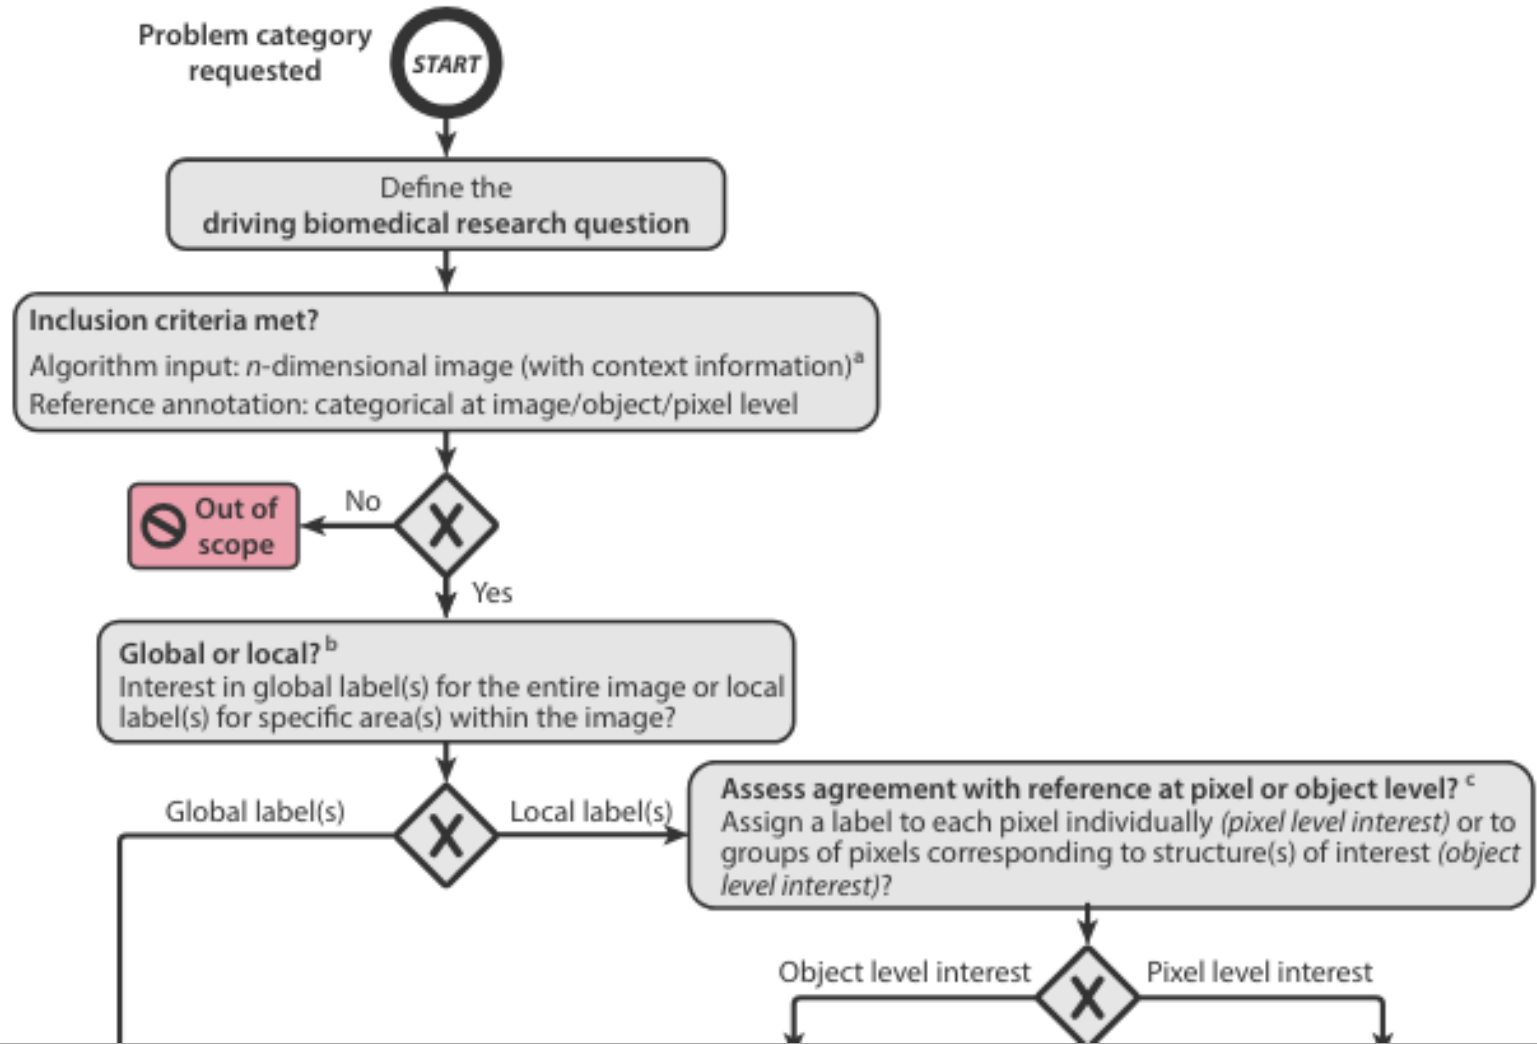 Problem category
requested
START
Define the
driving biomedical research question
Inclusion criteria met?
Algorithm input: n-dimensional image (with context information)a
Reference annotation: categorical at image/object/pixel level
No
X
Out of
scope
Yes
Global or local? b
Interest in global label(s) for the entire image or local
label(s) for specific area(s) within the image?
Global label(s)
X
Local label(s)
Assess agreement with reference at pixel or object level? c
Assign a label to each pixel individually (pixel level interest) or to
groups of pixels corresponding to structure(s) of interest (object
level interest)?
Object level interest
X
Pixel level interest